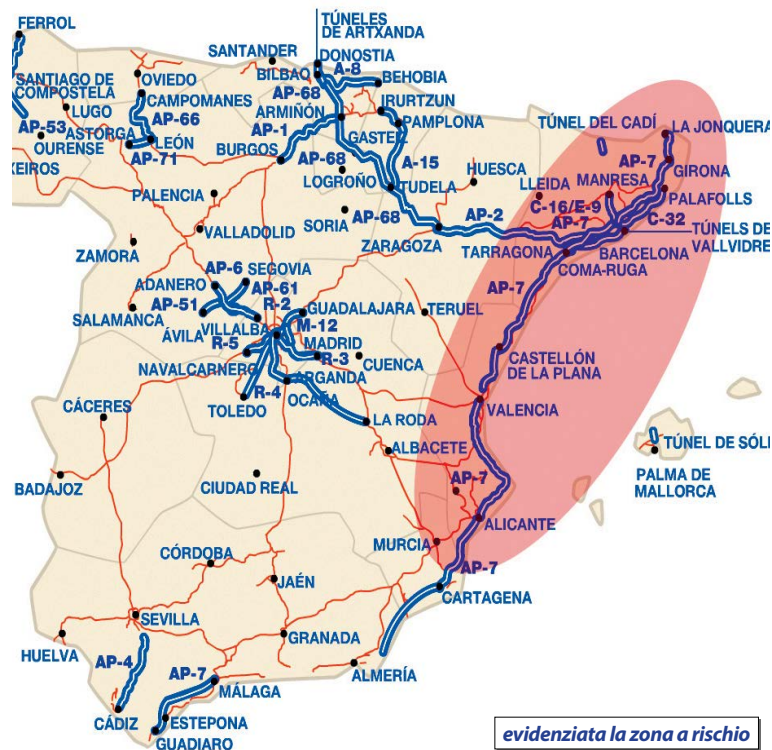 FERROL
TÚNELES
DE ARTXANDA
SANTANDER
DONOSTIA
BILBAO
A-8
BEHOBIA
OVIEDO
SANTIAGO DE
COMPOSTELA
LUGO
CAMPOMANES
AP-68
IRURTZUN
AP-66
ARMIÑÓN
PAMPLONA
AP-53
ASTORGA
LEÓN
AP-1
GASTEIZ
OURENSE
AP-71
BURGOS
AP-68
A-15
XEIROS
LOGROÑO
TUDELA
HUESCA
TÚNEL DEL CADÍ
LA JONQUERA
AP-7
GIRONA
LLEIDA
MANRESA
PALAFOLLS
PALENCIA
SORIA
AP-68
AP-2
C-16/E-9
AP-7
C-32
VALLADOLID
ZARAGOZA
TARRAGONA
BARCELONA
TÚNELS DE
VALLVIDRE
COMA-RUGA
ZAMORA
AP-6
SEGOVIA
ADANERO
AP-61
AP-7
AP-51
R-2
GUADALAJARA
TERUEL
SALAMANCA
ÁVILA
VILLALBA
M-12
R-5
MADRID
R-3
CUENCA
CASTELLÓN
DE LA PLANA
NAVALCARNERO
ARGANDA
R-4
OCAÑA
TOLEDO
VALENCIA
CÁCERES
LA RODA
ALBACETE
TÚNEL DE SÓLL
PALMA DE
MALLORCA
BADAJOZ
CIUDAD REAL
AP-7
ALICANTE
MURCIA
CÓRDOBA
AP-7
JAÉN
CARTAGENA
SEVILLA
HUELVA
GRANADA
AP-4
AP-7
ALMERÍA
MÁLAGA
CÁDIZ
ESTEPONA
GUADIARO
evidenziata la zona a rischio